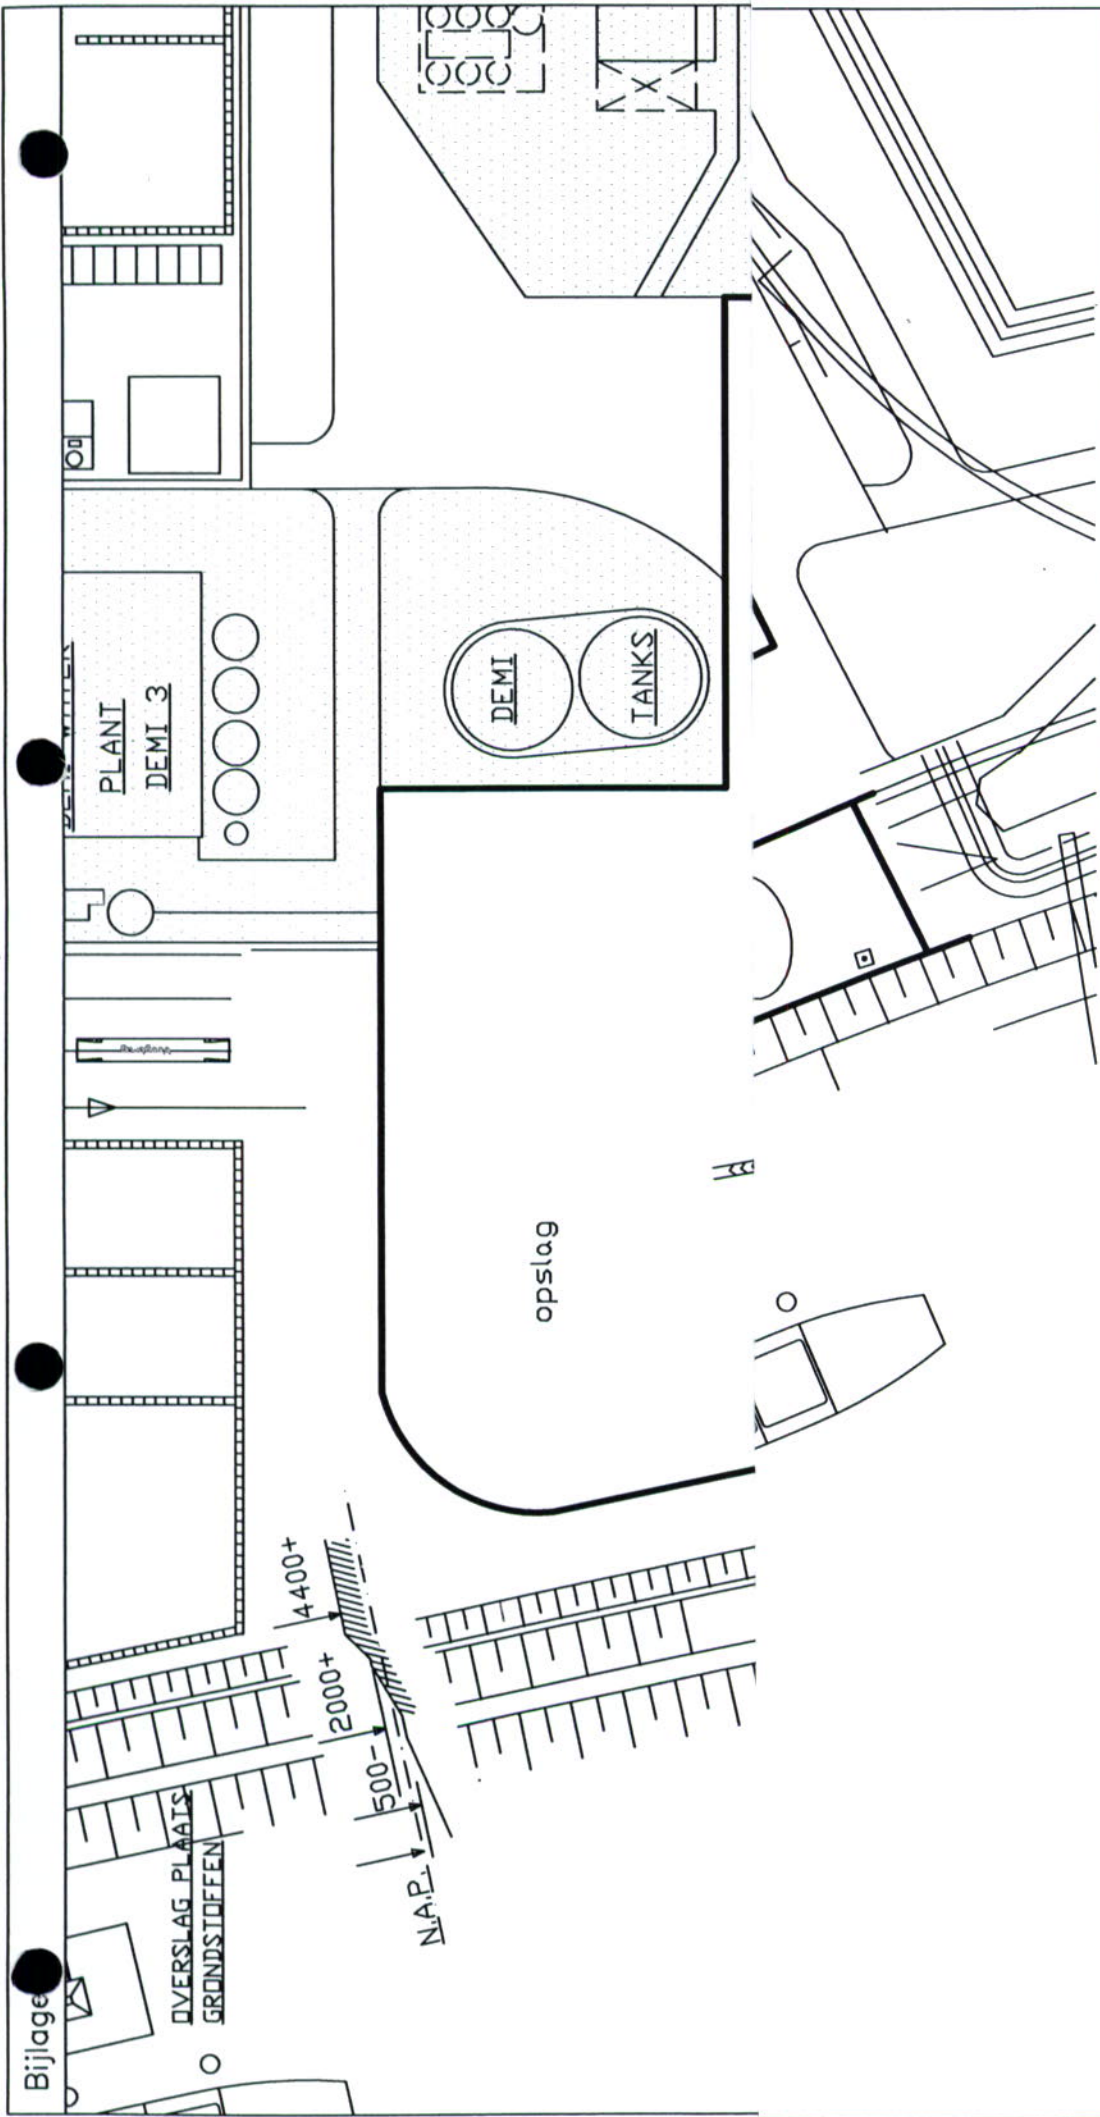 Bijlage
PLANT
DEMI 3
DEMI
TANKS
opslag
4400+
2000+
500-
N.A.P.
OVERSLAG PLAATS
GRONDSTOFFEN